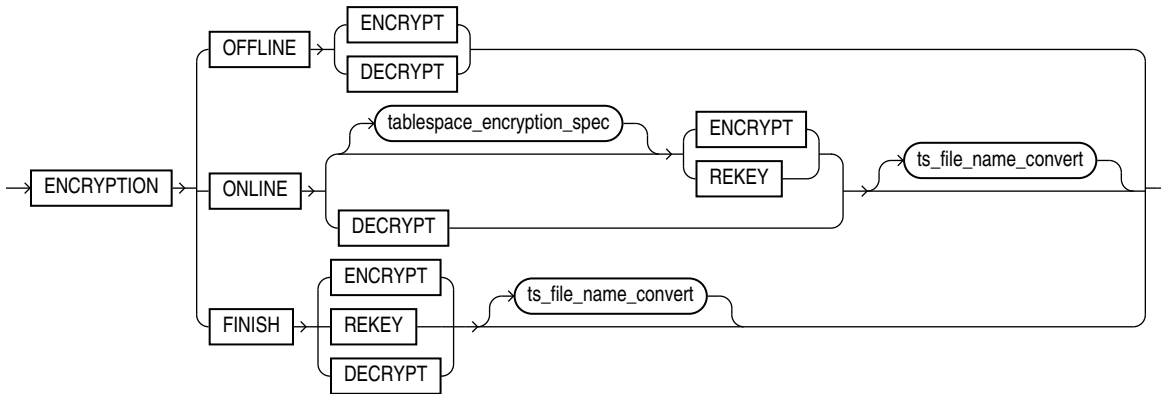 ENCRYPT
OFFLINE
DECRYPT
tablespace_encryption_spec
ENCRYPT
ts_file_name_convert
REKEY
ENCRYPTION
ONLINE
DECRYPT
ENCRYPT
ts_file_name_convert
FINISH
REKEY
DECRYPT